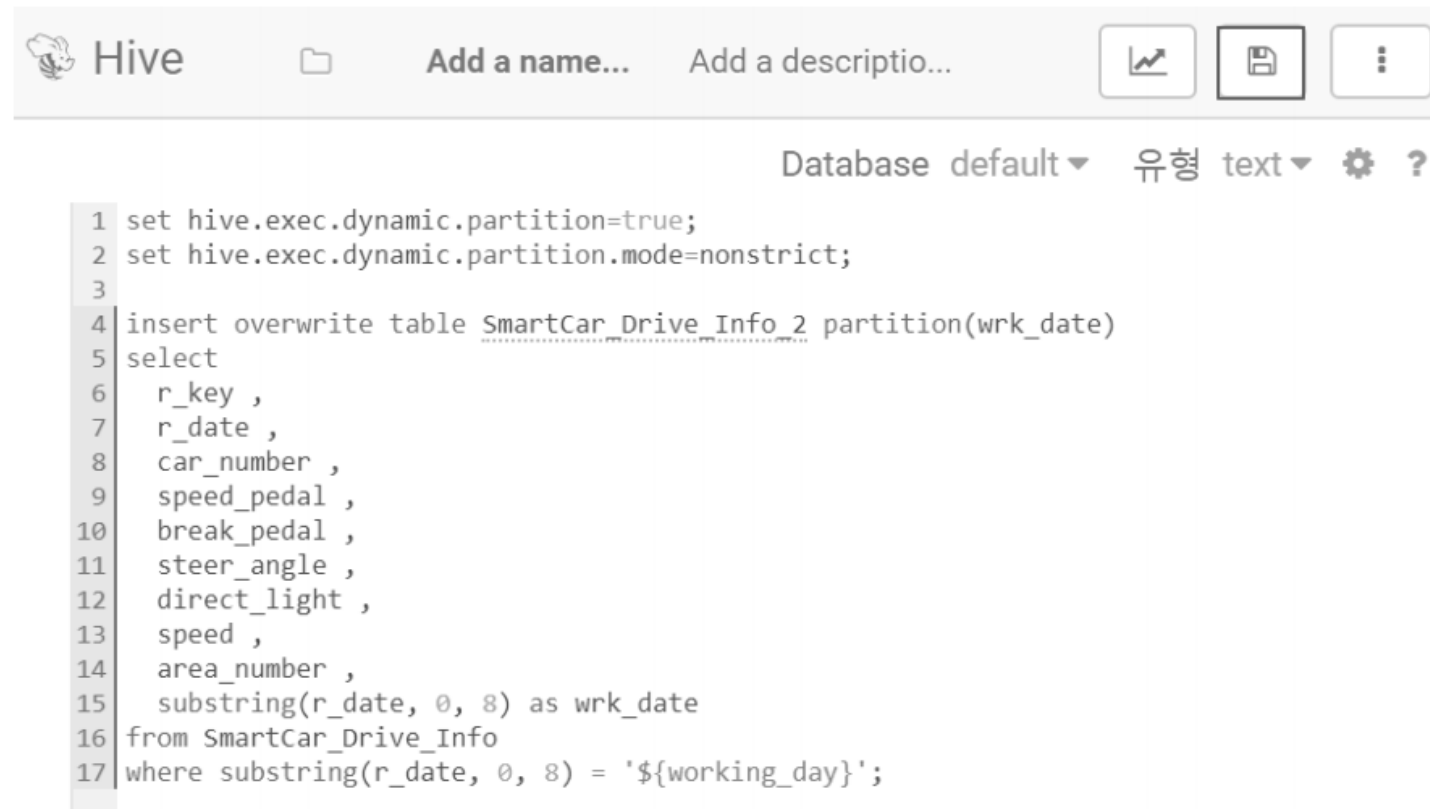 Hive Add a name... Add a descriptio...
Database default 유형 text ?
1 set hive.exec.dynamic.partition=true;
2 set hive.exec.dynamic.partition.mode=nonstrict;
3
4 insert overwrite table SmartCar_Drive_Info_2 partition(wrk_date)
5 select
6 r_key ,
7 r_date ,
8 car_number ,
9 speed_pedal ,
10 break_pedal ,
11 steer_angle ,
12 direct_light ,
13 speed ,
14 area_number ,
15 substring(r_date, 0, 8) as wrk_date
16 from SmartCar_Drive_Info
17 where substring(r_date, 0, 8) = '${working_day}';